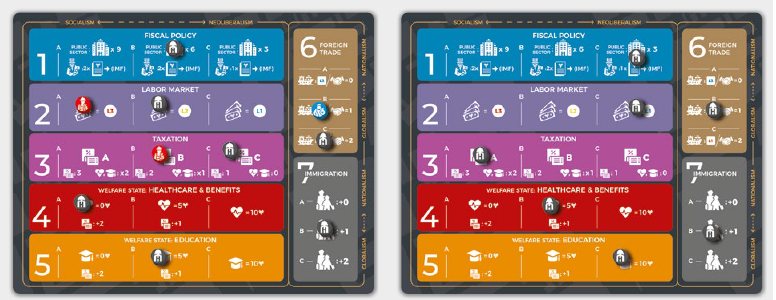 SOCIALISM NEOLIBERALISM
FISCAL POLICY
1
A PUBLIC SECTOR x 9
B PUBLIC SECTOR x 6
C PUBLIC SECTOR x 3
(IMF) (IMF) (IMF)
LABOR MARKET
2
A B C
= L3 = L1
TAXATION
3
A B C
A B C
WELFARE STATE: HEALTHCARE & BENEFITS
4
A B C
=0 =5 =10
:+2 :+1
WELFARE STATE: EDUCATION
5
A B C
=0 =5 =10
:+2 :+1
6 FOREIGN TRADE
A =0
B =1
C =2
7
IMMIGRATION
A :+0
B :+1
C :+2
NATIONALISM GLOBALISM
NATIONALISM GLOBALISM
SOCIALISM NEOLIBERALISM
FISCAL POLICY
1
A PUBLIC SECTOR x 9
B PUBLIC SECTOR x 6
C PUBLIC SECTOR x 3
(IMF) (IMF) (IMF)
LABOR MARKET
2
A B C
TAXATION
3
A B C
A B C
WELFARE STATE: HEALTHCARE & BENEFITS
4
A B C
=0 =5 =10
:+2 :+1
WELFARE STATE: EDUCATION
5
A B C
=0 =5 =10
:+2 :+1
6 FOREIGN TRADE
A =0
B =1
C =2
7
IMMIGRATION
A :+0
B :+1
C :+2
NATIONALISM GLOBALISM
NATIONALISM GLOBALISM